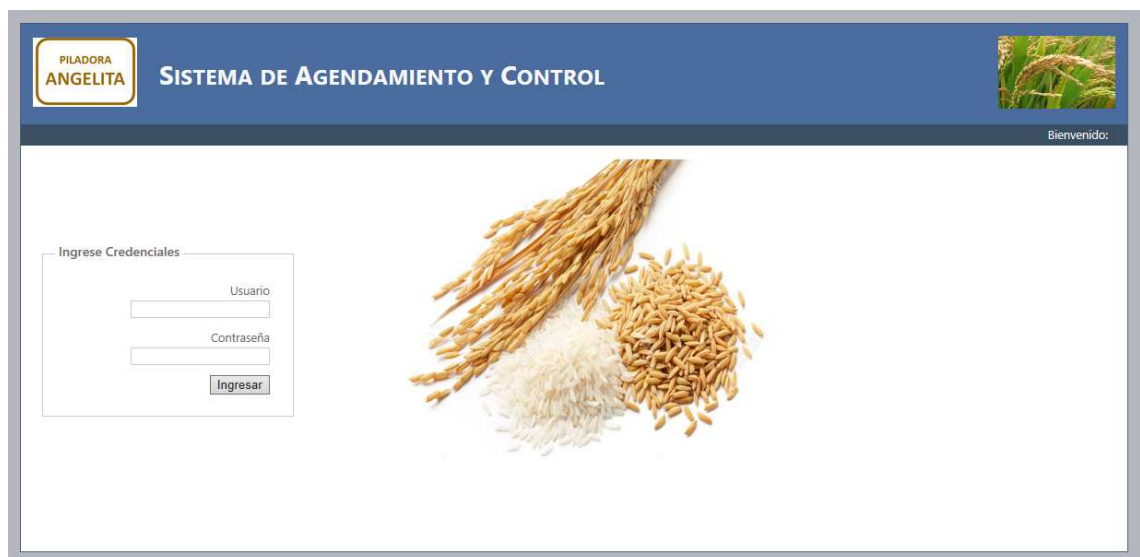 PILADORA
ANGELITA
SISTEMA DE AGENDAMIENTO Y CONTROL
Bienvenido:
Ingrese Credenciales
Usuario
Contraseña
Ingresar